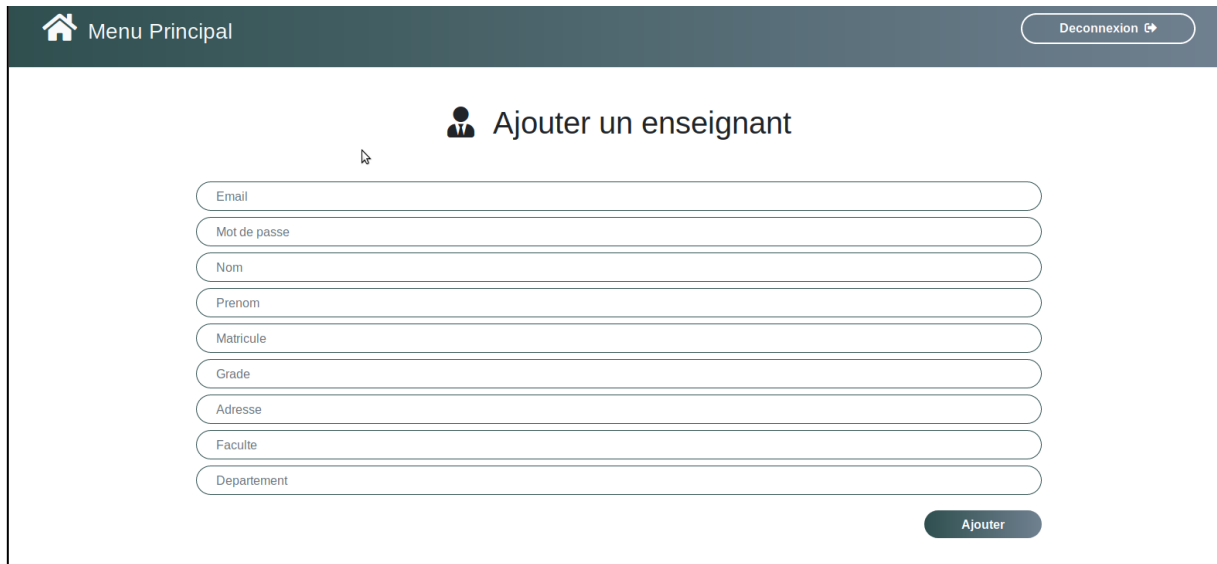 Menu Principal
Deconnexion
Ajouter un enseignant
Email
Mot de passe
Nom
Prenom
Matricule
Grade
Adresse
Faculte
Departement
Ajouter